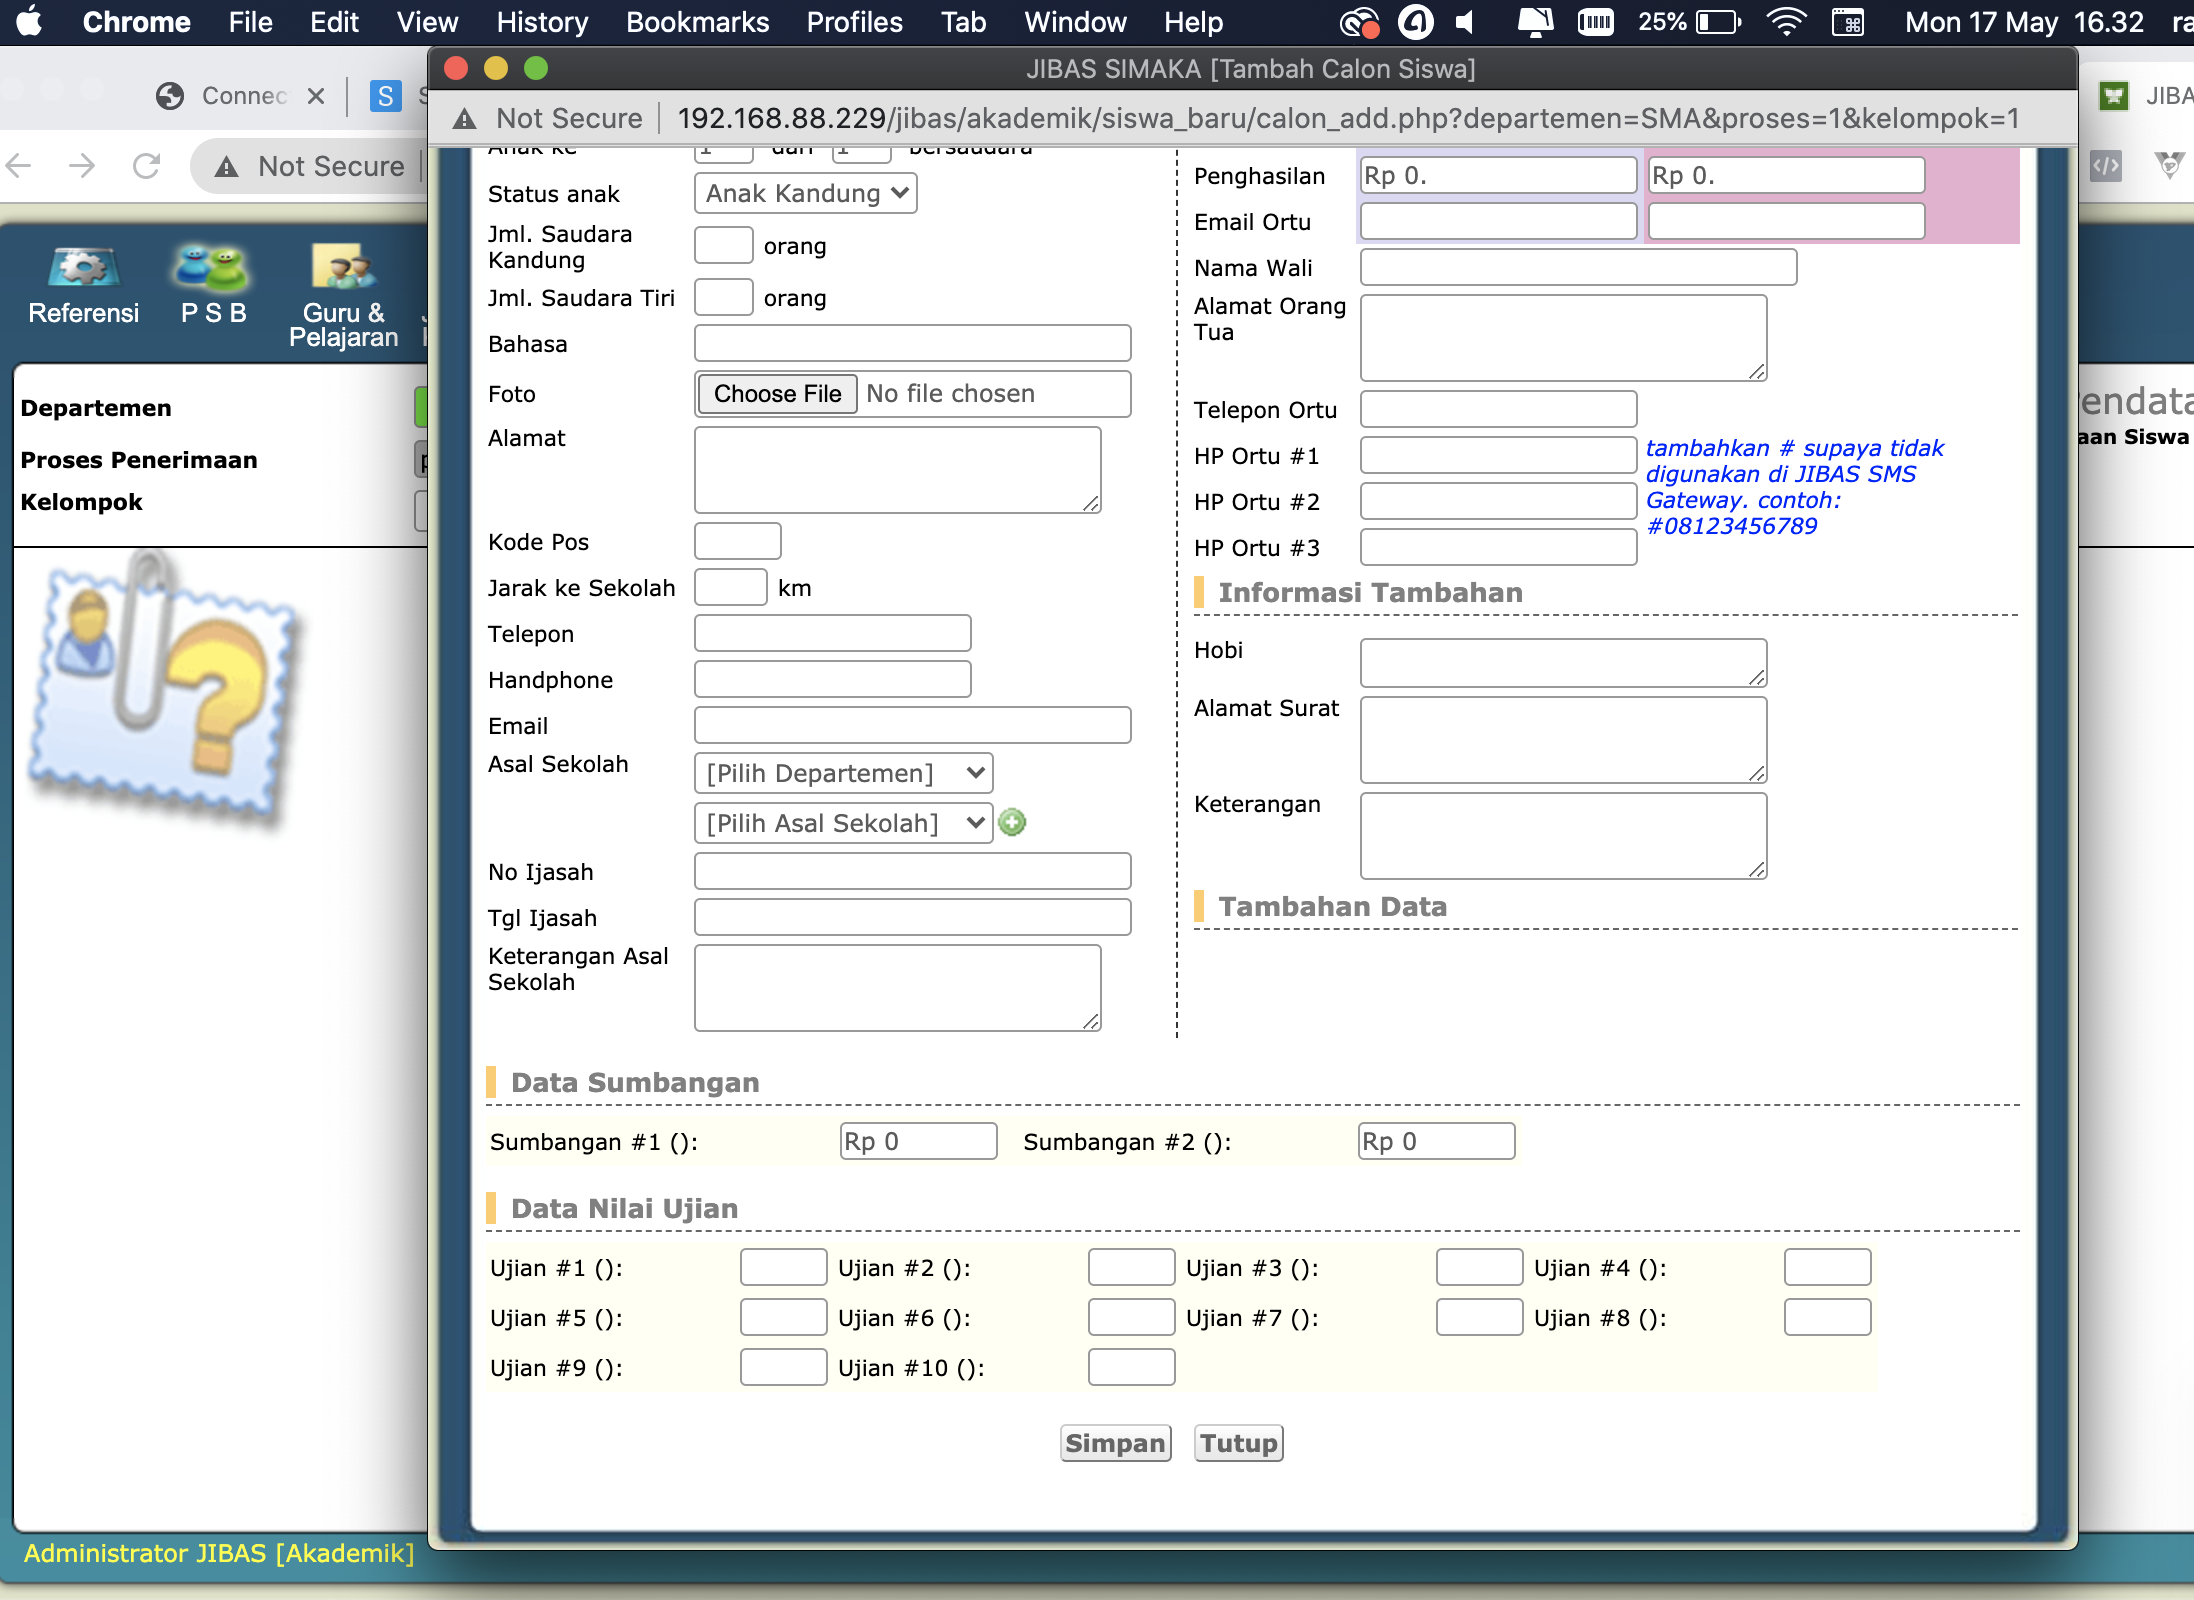 Chrome File Edit View History Bookmarks Profiles Tab Window Help 25% Mon 17 May 16.32 ra
JIBAS SIMAKA [Tambah Calon Siswa]
Connec
S
JIBA
Not Secure 192.168.88.229/jibas/akademik/siswa_baru/calon_add.php?departemen=SMA&proses=1&kelompok=1
Not Secure
Referensi
P S B
Guru &
Pelajaran
Departemen
Proses Penerimaan
Kelompok
endata
aan Siswa
Anak ke 1 dari 1 bersaudara
Status anak Anak Kandung
Jml. Saudara
Kandung orang
Jml. Saudara Tiri orang
Bahasa
Foto Choose File No file chosen
Alamat
Kode Pos
Jarak ke Sekolah km
Telepon
Handphone
Email
Asal Sekolah [Pilih Departemen]
[Pilih Asal Sekolah]
No Ijasah
Tgl Ijasah
Keterangan Asal
Sekolah
Penghasilan Rp 0. Rp 0.
Email Ortu
Nama Wali
Alamat Orang
Tua
Telepon Ortu
HP Ortu #1
HP Ortu #2
HP Ortu #3
tambahkan # supaya tidak
digunakan di JIBAS SMS
Gateway. contoh:
#08123456789
Informasi Tambahan
Hobi
Alamat Surat
Keterangan
Tambahan Data
Data Sumbangan
Sumbangan #1 (): Rp 0 Sumbangan #2 (): Rp 0
Data Nilai Ujian
Ujian #1 (): Ujian #2 (): Ujian #3 (): Ujian #4 ():
Ujian #5 (): Ujian #6 (): Ujian #7 (): Ujian #8 ():
Ujian #9 (): Ujian #10 ():
Simpan Tutup
Administrator JIBAS [Akademik]